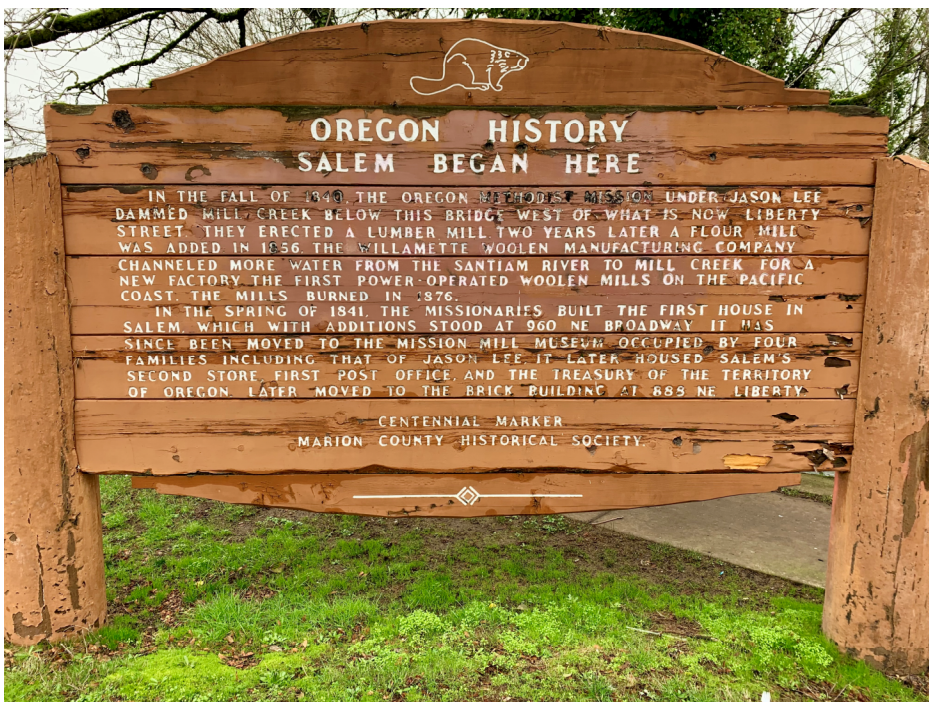 OREGON HISTORY
SALEM BEGAN HERE
IN THE FALL OF 1840 THE OREGON METHODIST MISSION UNDER JASON LEE
DAMMED MILL CREEK BELOW THIS BRIDGE WEST OF WHAT IS NOW LIBERTY
STREET. THEY ERECTED A LUMBER MILL. TWO YEARS LATER A FLOUR MILL
WAS ADDED IN 1856. THE WILLAMETTE WOOLEN MANUFACTURING COMPANY
CHANNELED MORE WATER FROM THE SANTIAM RIVER TO MILL CREEK FOR A
NEW FACTORY, THE FIRST POWER-OPERATED WOOLEN MILLS ON THE PACIFIC
COAST. THE MILLS BURNED IN 1876.
IN THE SPRING OF 1841, THE MISSIONARIES BUILT THE FIRST HOUSE IN
SALEM, WHICH WITH ADDITIONS STOOD AT 960 NE BROADWAY. IT HAS
SINCE BEEN MOVED TO THE MISSION MILL MUSEUM. OCCUPIED BY FOUR
FAMILIES INCLUDING THAT OF JASON LEE, IT LATER HOUSED SALEM'S
SECOND STORE, FIRST POST OFFICE, AND THE TREASURY OF THE TERRITORY
OF OREGON, LATER MOVED TO THE BRICK BUILDING AT 888 NE LIBERTY
CENTENNIAL MARKER
MARION COUNTY HISTORICAL SOCIETY.